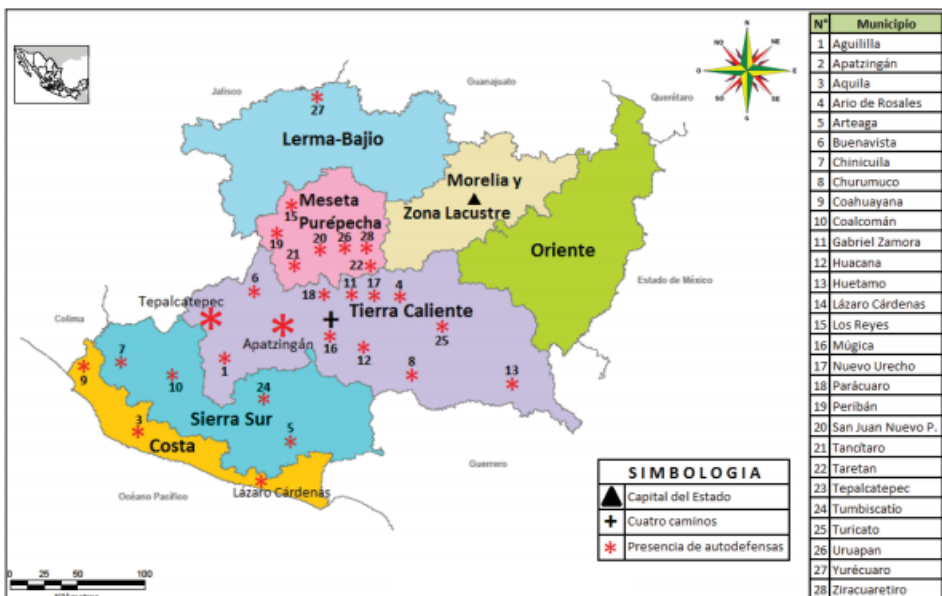 Jalisco
Guanajuato
Querétaro
Estado de México
Guerrero
Océano Pacífico
Colima
N
NO
NE
O
E
SO
SE
S
27
Lerma-Bajio
Morelia y
Zona Lacustre
Oriente
Meseta
Purépecha
15
19
20
26
28
21
22
6
18
11
17
4
Tierra Caliente
Tepalcatepec
Apatzingán
16
12
25
8
13
1
7
10
24
Sierra Sur
5
9
3
Costa
Lázaro Cárdenas
SIMBOLOGIA
Capital del Estado
Cuatro caminos
Presencia de autodefensas
0 25 50 100
N° Municipio
1 Aguililla
2 Apatzingán
3 Aquila
4 Ario de Rosales
5 Arteaga
6 Buenavista
7 Chinicuila
8 Churumuco
9 Coahuayana
10 Coalcomán
11 Gabriel Zamora
12 Huacana
13 Huetamo
14 Lázaro Cárdenas
15 Los Reyes
16 Múgica
17 Nuevo Urecho
18 Parácuaro
19 Peribán
20 San Juan Nuevo P.
21 Tancítaro
22 Taretan
23 Tepalcatepec
24 Tumbiscatío
25 Turicato
26 Uruapan
27 Yurécuaro
28 Ziracuaretiro